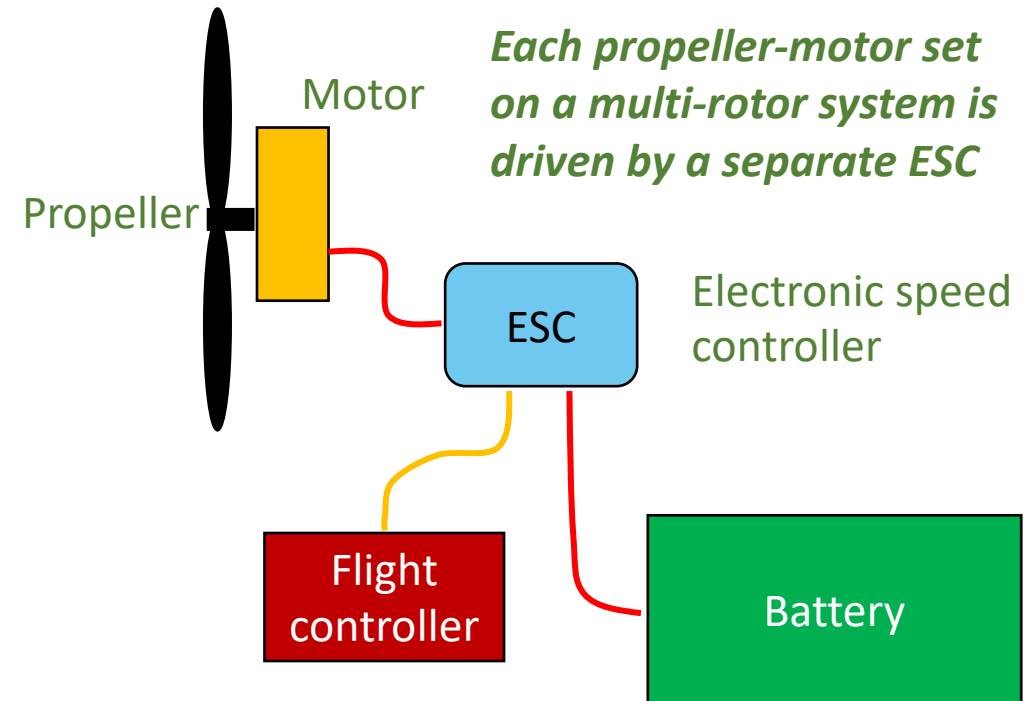 Each propeller-motor set
on a multi-rotor system is
driven by a separate ESC
Motor
Propeller
ESC
Electronic speed
controller
Flight
controller
Battery